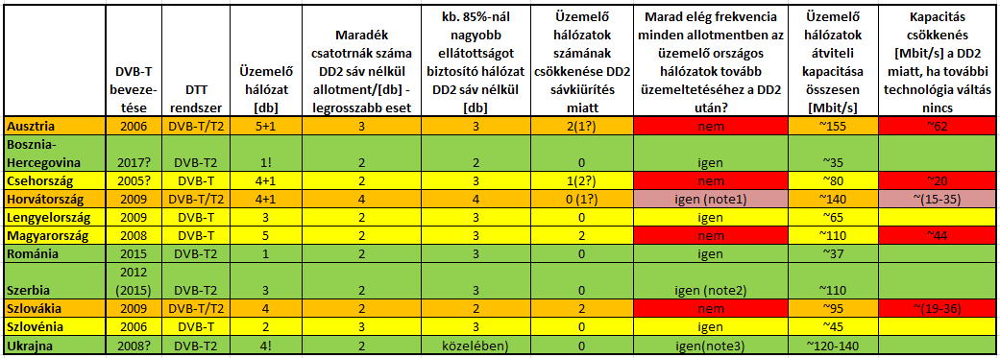 DVB-T beveze-tése | DTT rendszer | Üzemelő hálózat [db] | Maradék csatotrnák száma DD2 sáv nélkül allotment/[db] - legrosszabb eset | kb. 85%-nál nagyobb ellátottságot biztosító hálózat DD2 sáv nélkül [db] | Üzemelő hálózatok számának csökkenése DD2 sávkiürítés miatt | Marad elég frekvencia minden allotmentben az üzemelő országos hálózatok tovább üzemeltetéséhez a DD2 után? | Üzemelő hálózatok átviteli kapacitása összesen [Mbit/s] | Kapacitás csökkenés [Mbit/s] a DD2 miatt, ha további technológia váltás nincs
Ausztria | 2006 | DVB-T/T2 | 5+1 | 3 | 3 | 2(1?) | nem | ~155 | ~62
Bosznia-Hercegovina | 2017? | DVB-T2 | 1! | 2 | 2 | 0 | igen | ~35
Csehország | 2005? | DVB-T | 4+1 | 2 | 3 | 1(2?) | nem | ~80 | ~20
Horvátország | 2009 | DVB-T/T2 | 4+1 | 4 | 4 | 0 (1?) | igen (note1) | ~140 | ~(15-35)
Lengyelország | 2009 | DVB-T | 3 | 2 | 3 | 0 | igen | ~65
Magyarország | 2008 | DVB-T | 5 | 2 | 3 | 2 | nem | ~110 | ~44
Románia | 2015 | DVB-T2 | 1 | 2 | 3 | 0 | igen | ~37
Szerbia | 2012 (2015) | DVB-T2 | 3 | 2 | 3 | 0 | igen (note2) | ~110
Szlovákia | 2009 | DVB-T/T2 | 4 | 2 | 2 | 2 | nem | ~95 | ~(19-36)
Szlovénia | 2006 | DVB-T | 2 | 3 | 3 | 0 | igen | ~45
Ukrajna | 2008? | DVB-T2 | 4! | 2 | közelében) | 0 | igen(note3) | ~120-140